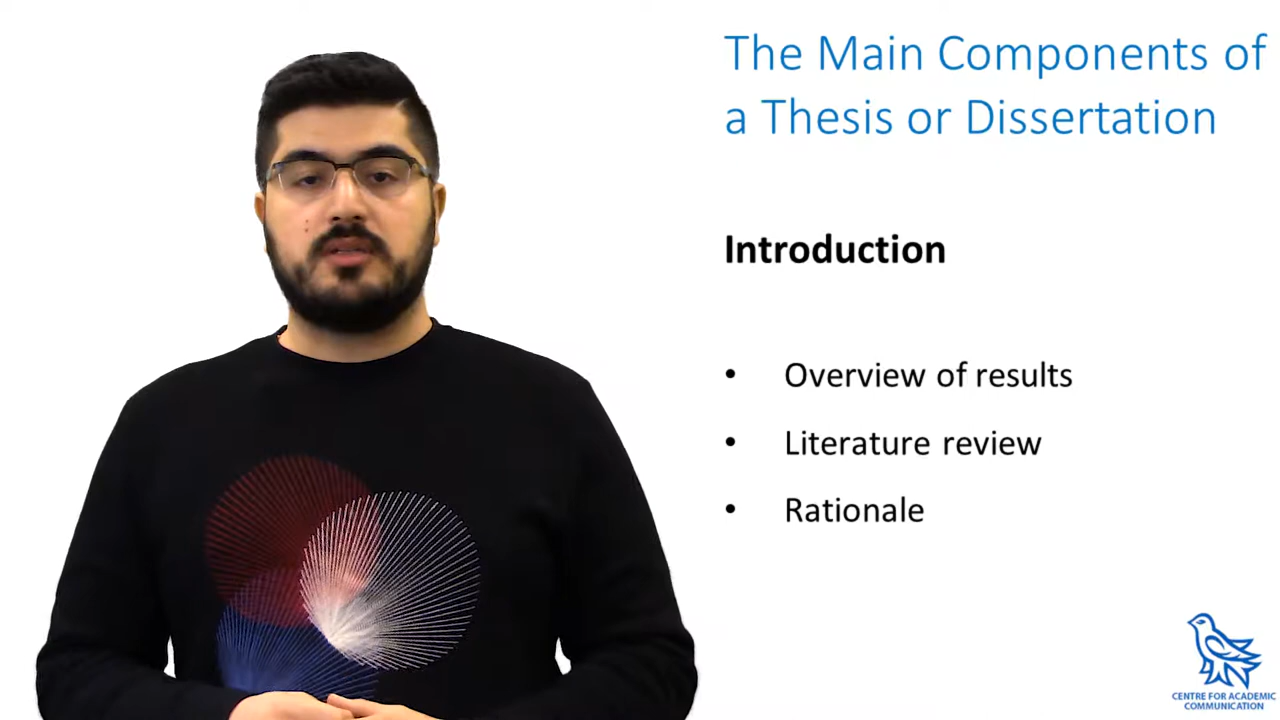 The Main Components of
a Thesis or Dissertation
Introduction
• Overview of results
• Literature review
• Rationale
CENTRE FOR ACADEMIC
COMMUNICATION